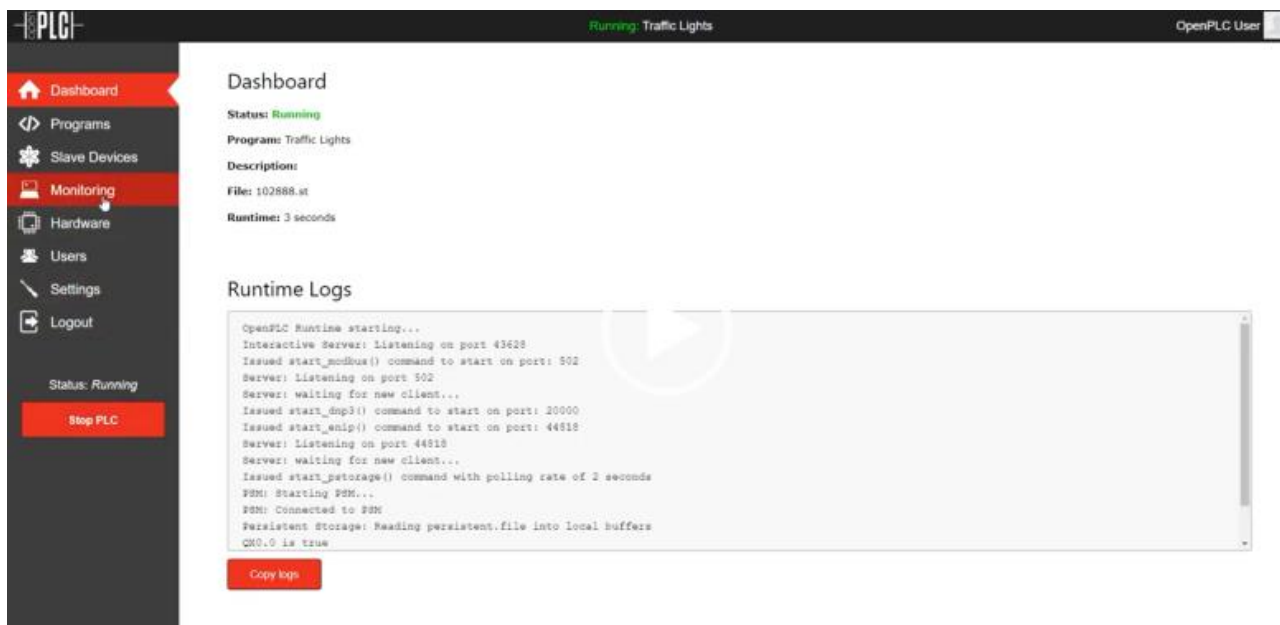 PLC
Running: Traffic Lights
OpenPLC User
Dashboard
Programs
Slave Devices
Monitoring
Hardware
Users
Settings
Logout
Status: Running
Stop PLC
Dashboard
Status: Running
Program: Traffic Lights
Description:
File: 102888.st
Runtime: 3 seconds
Runtime Logs
OpenPLC Runtime starting...
Interactive Server: Listening on port 43628
Issued start_modbus() command to start on port: 502
Server: Listening on port 502
Server: waiting for new client...
Issued start_dnp3() command to start on port: 20000
Issued start_enip() command to start on port: 44818
Server: Listening on port 44818
Server: waiting for new client...
Issued start_pstorage() command with polling rate of 2 seconds
PSM: Starting PSM...
PSM: Connected to PSM
Persistent Storage: Reading persistent.file into local buffers
QX0.0 is true
Copy logs